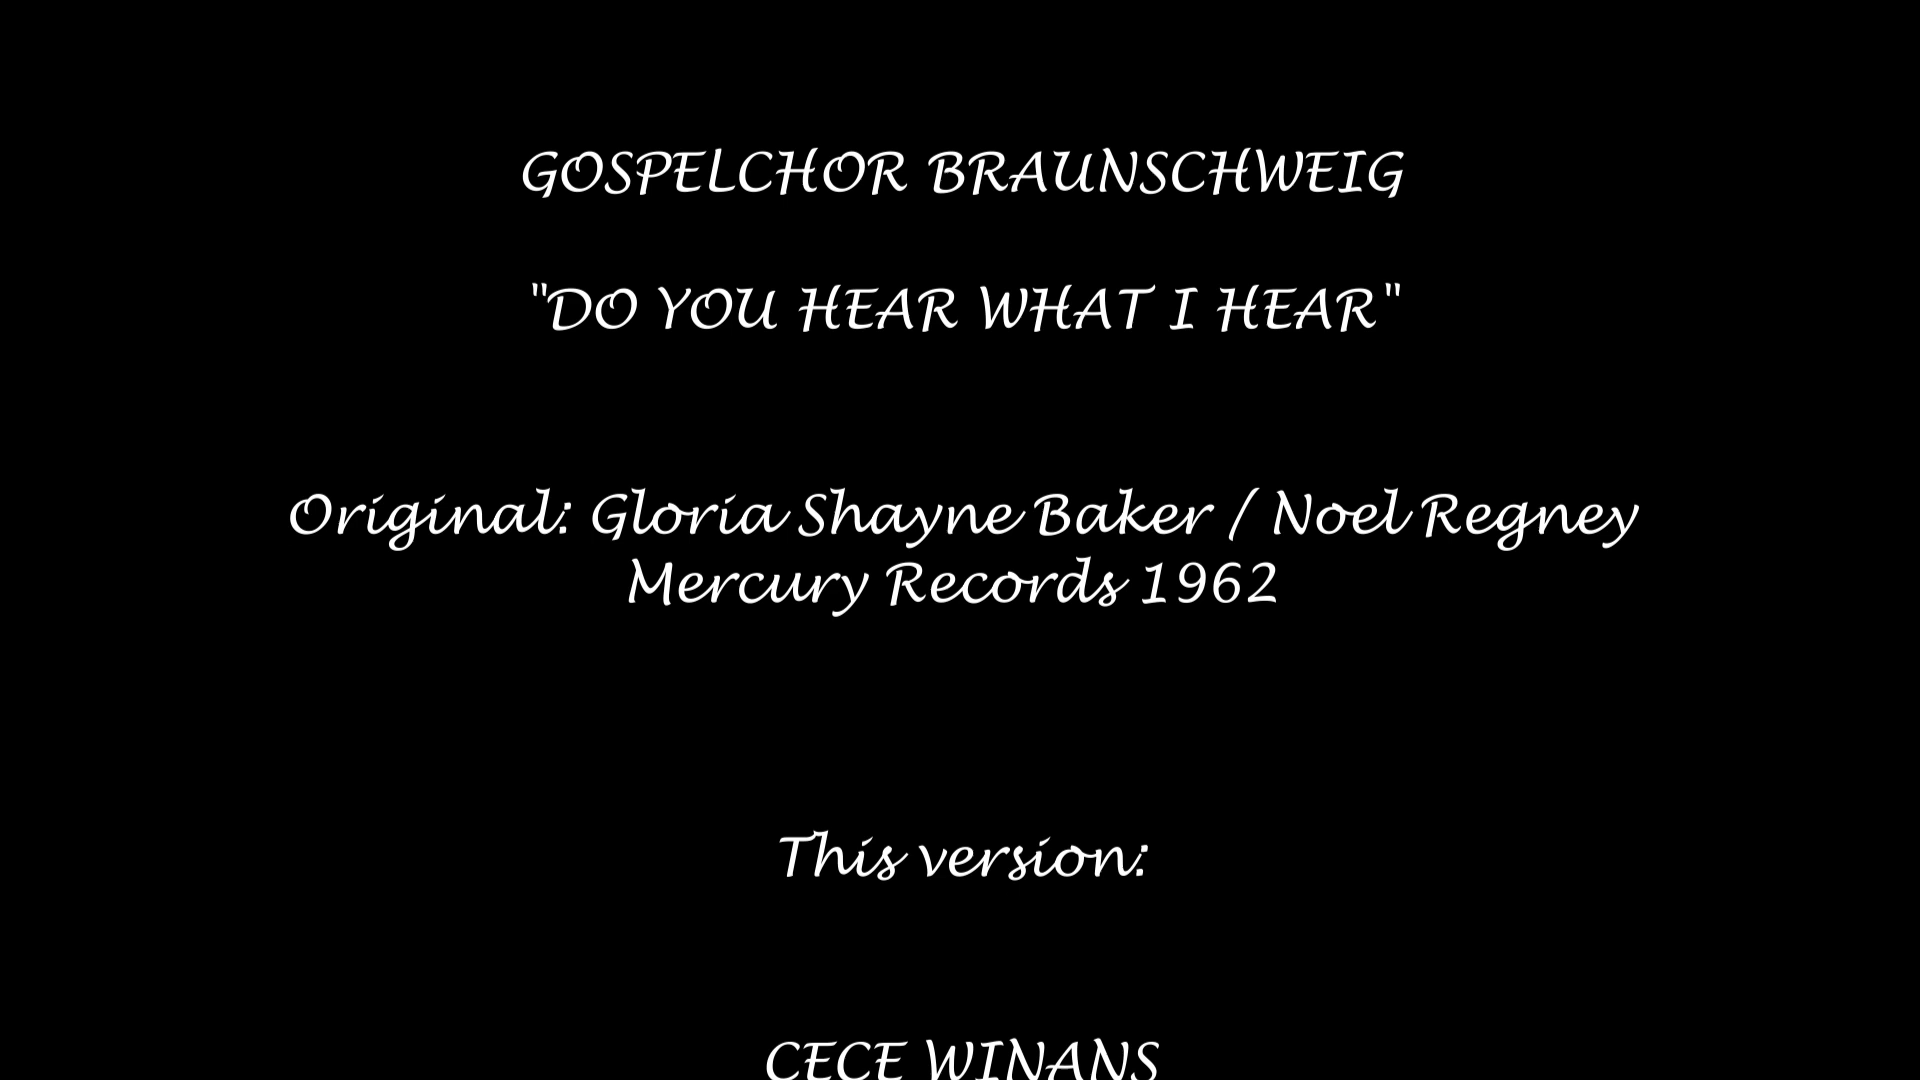 GOSPELCHOR BRAUNSCHWEIG
"DO YOU HEAR WHAT I HEAR"
Original: Gloria Shayne Baker / Noel Regney
Mercury Records 1962
This version:
CECE WINANS